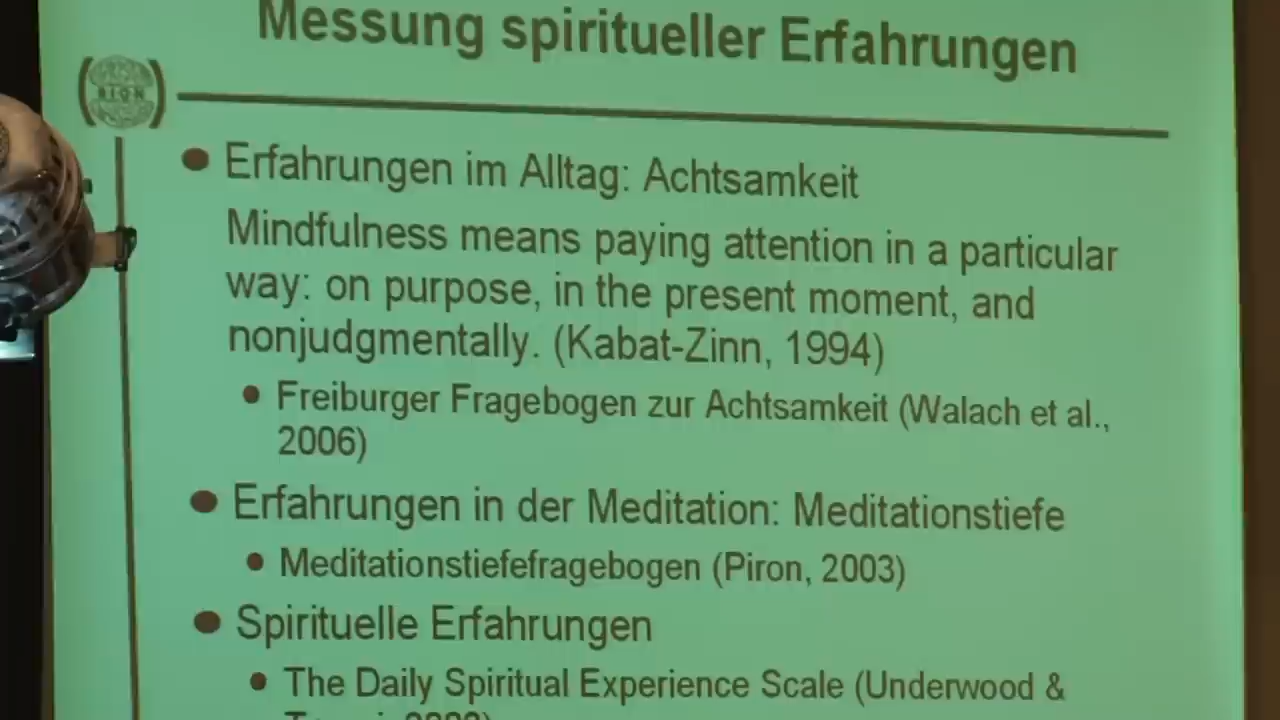 Messung spiritueller Erfahrungen
Erfahrungen im Alltag: Achtsamkeit
Mindfulness means paying attention in a particular
way: on purpose, in the present moment, and
nonjudgmentally. (Kabat-Zinn, 1994)
Freiburger Fragebogen zur Achtsamkeit (Walach et al.,
2006)
Erfahrungen in der Meditation: Meditationstiefe
Meditationstiefefragebogen (Piron, 2003)
Spirituelle Erfahrungen
The Daily Spiritual Experience Scale (Underwood &